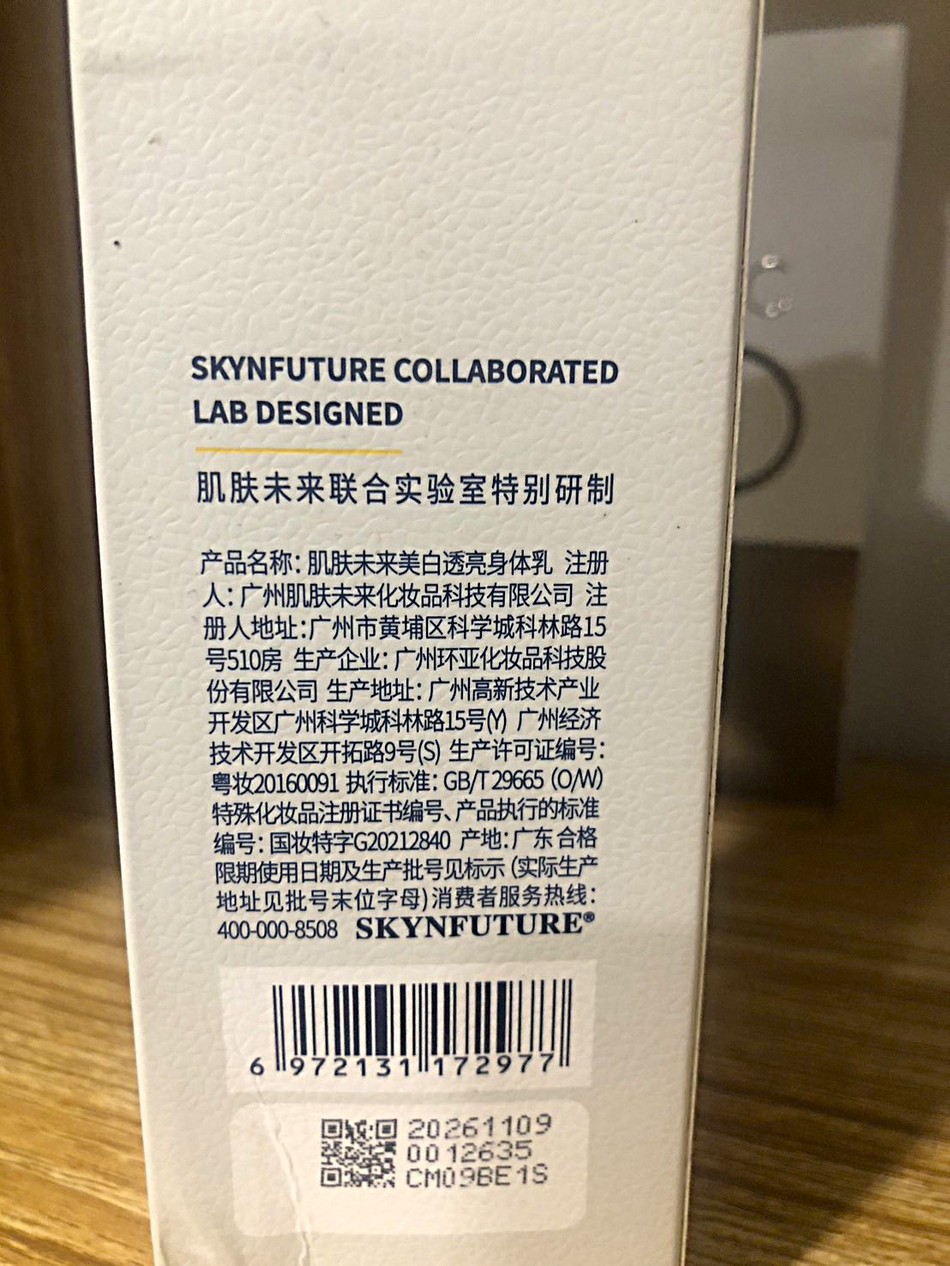 SKYNFUTURE COLLABORATED
LAB DESIGNED
肌肤未来联合实验室特别研制
产品名称：肌肤未来美白透亮身体乳 注册
人：广州肌肤未来化妆品科技有限公司 注
册人地址：广州市黄埔区科学城科林路15
号510房 生产企业：广州环亚化妆品科技股
份有限公司 生产地址：广州高新技术产业
开发区广州科学城科林路15号(Y) 广州经济
技术开发区开拓路9号(S) 生产许可证编号：
粤妆20160091 执行标准：GB/T 29665（O/W）
特殊化妆品注册证书编号、产品执行的标准
编号：国妆特字G20212840 产地：广东 合格
限期使用日期及生产批号见标示（实际生产
地址见批号末位字母）消费者服务热线：
400-000-8508 SKYNFUTURE®
6 972131 172977
20261109
0012635
CM09BE1S